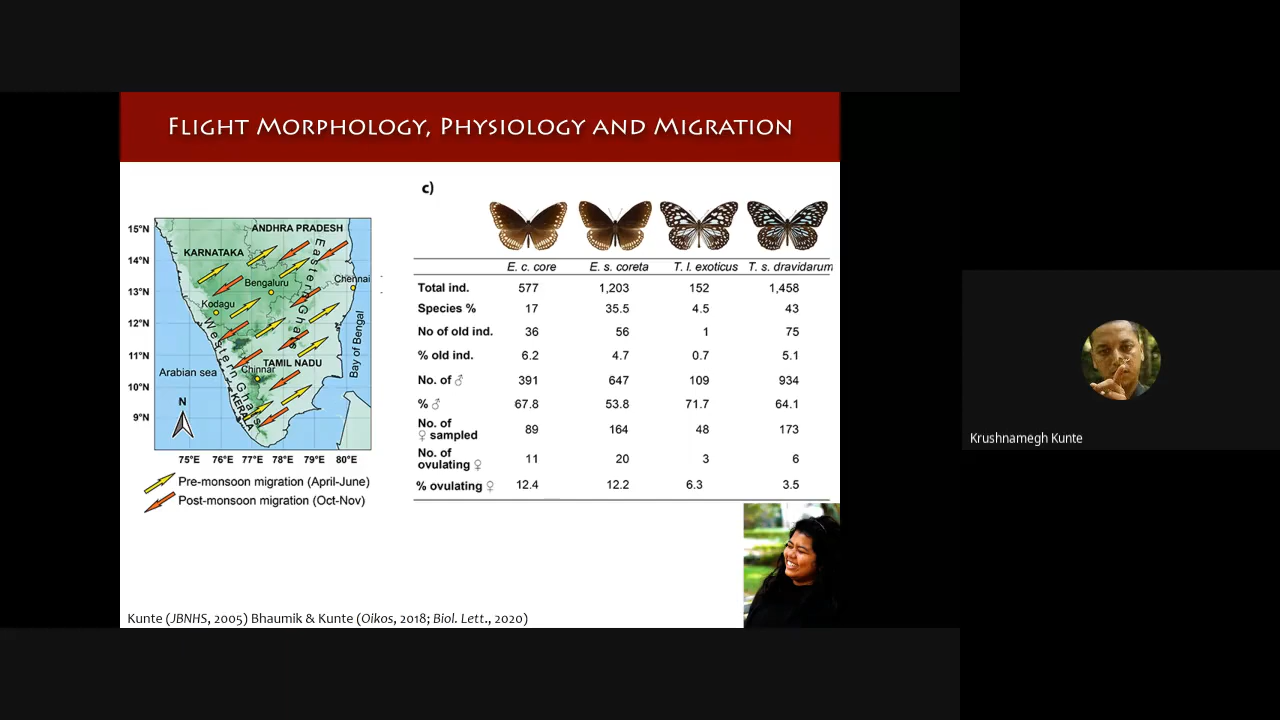 FLIGHT MORPHOLOGY, PHYSIOLOGY AND MIGRATION
15°N
14°N
13°N
12°N
11°N
10°N
9°N
ANDHRA PRADESH
KARNATAKA
Eastern Ghats
Bengaluru
Chennai
Kodagu
Western Ghats
TAMIL NADU
Chinnar
Arabian sea
Bay of Bengal
KERALA
N
75°E 76°E 77°E 78°E 79°E 80°E
Pre-monsoon migration (April-June)
Post-monsoon migration (Oct-Nov)
c)
E. c. core E. s. coreta T. l. exoticus T. s. dravidarum
Total ind. 577 1,203 152 1,458
Species % 17 35.5 4.5 43
No of old ind. 36 56 1 75
% old ind. 6.2 4.7 0.7 5.1
No. of ♂ 391 647 109 934
% ♂ 67.8 53.8 71.7 64.1
No. of
♀ sampled 89 164 48 173
No. of
ovulating ♀ 11 20 3 6
% ovulating ♀ 12.4 12.2 6.3 3.5
Kunte (JBNHS, 2005) Bhaumik & Kunte (Oikos, 2018; Biol. Lett., 2020)
Krushnamegh Kunte